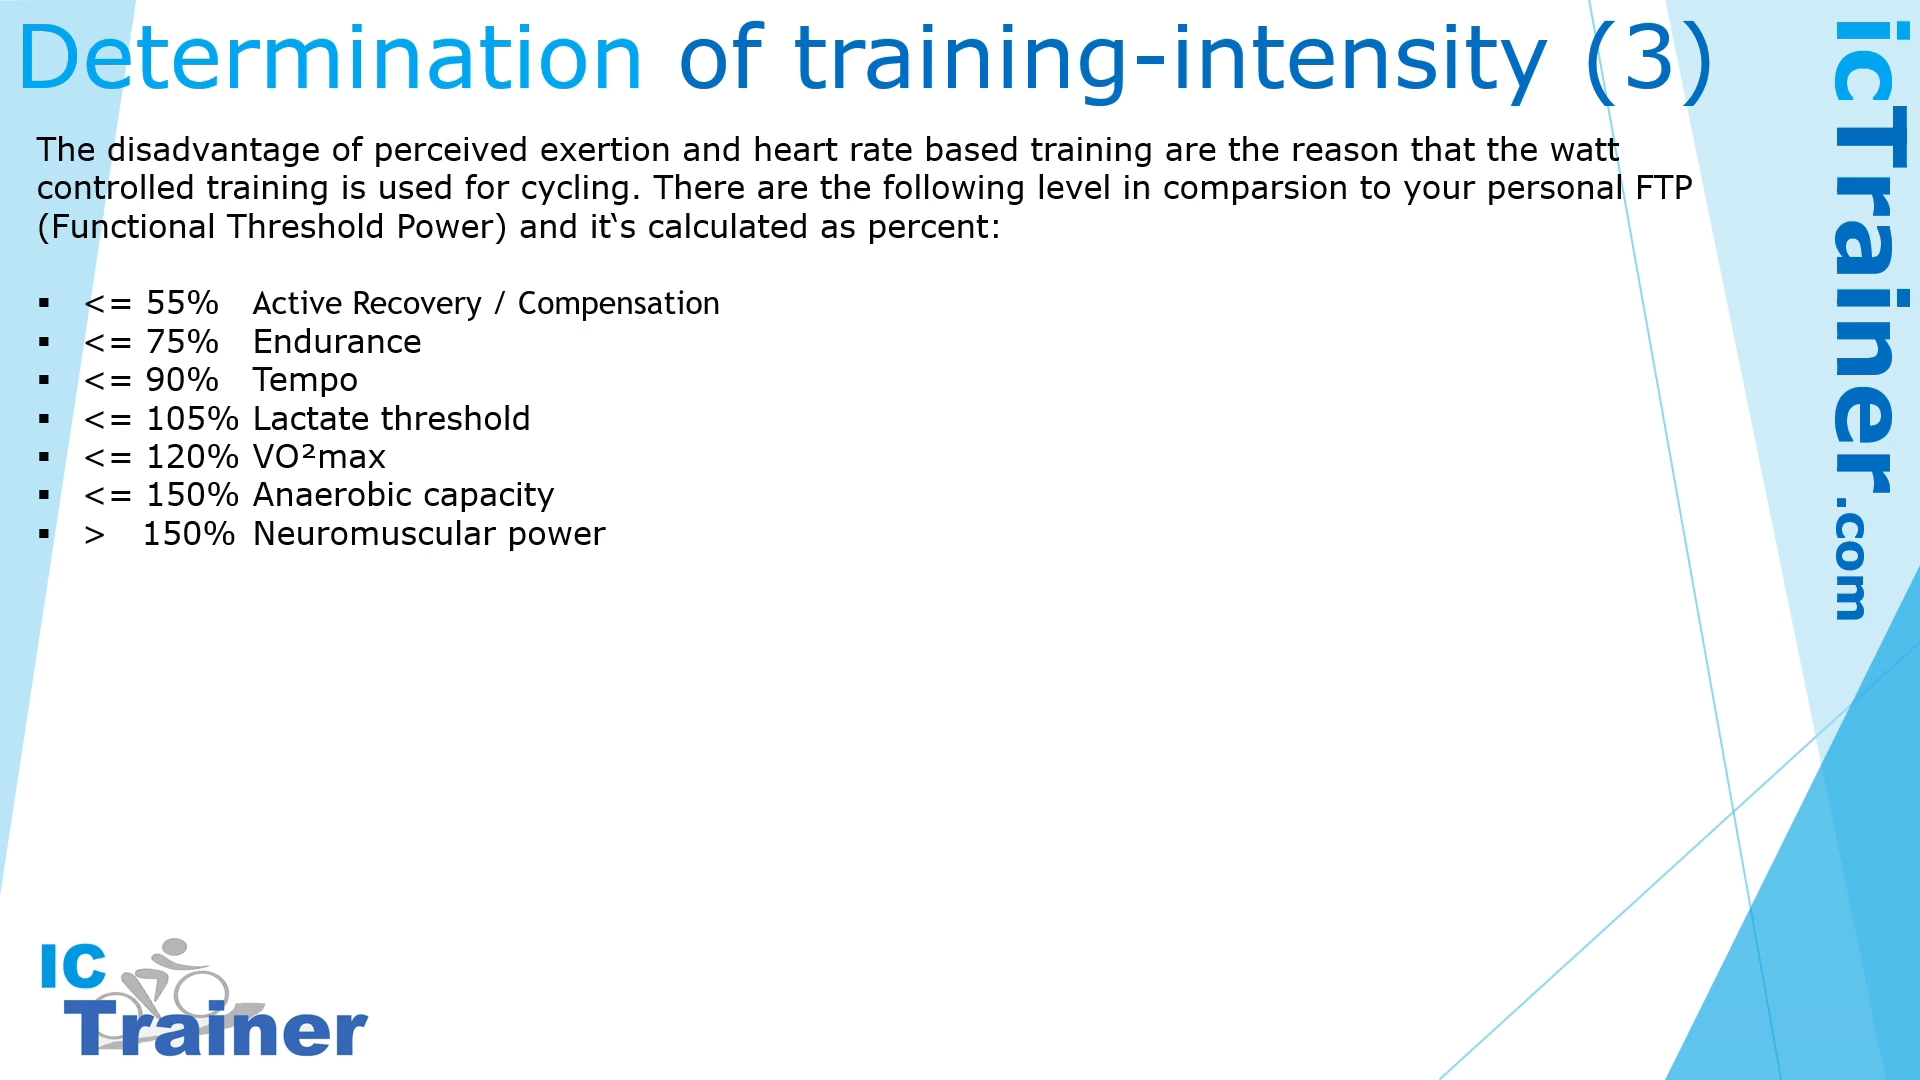 Determination of training-intensity (3)
The disadvantage of perceived exertion and heart rate based training are the reason that the watt
controlled training is used for cycling. There are the following level in comparsion to your personal FTP
(Functional Threshold Power) and it‘s calculated as percent:
▪ <= 55% Active Recovery / Compensation
▪ <= 75% Endurance
▪ <= 90% Tempo
▪ <= 105% Lactate threshold
▪ <= 120% VO²max
▪ <= 150% Anaerobic capacity
▪ > 150% Neuromuscular power
icTrainer.com
IC
Trainer